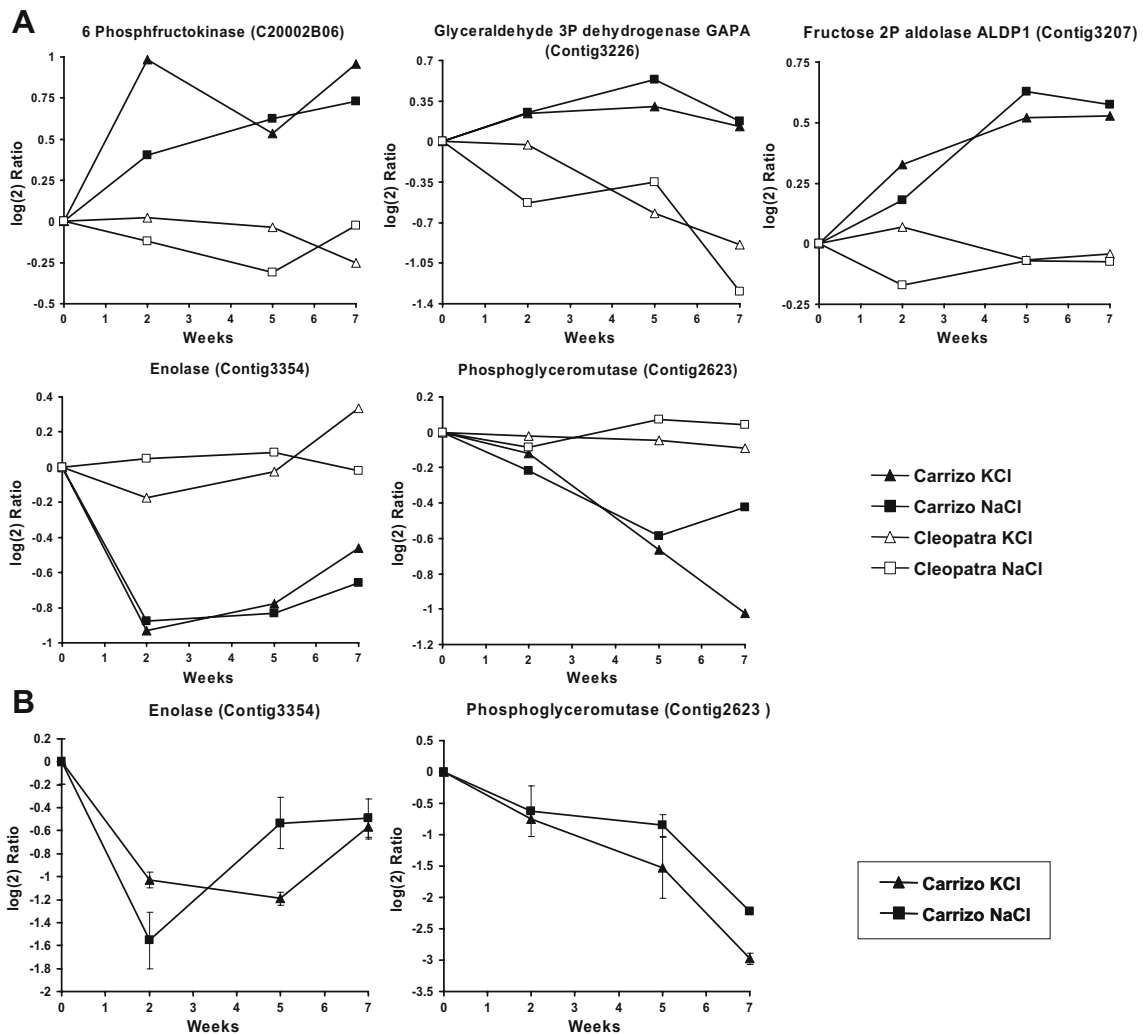 A
6 Phosphfructokinase (C20002B06)
log(2) Ratio
1
0.75
0.5
0.25
0
-0.25
-0.5
0 1 2 3 4 5 6 7
Weeks
Glyceraldehyde 3P dehydrogenase GAPA
(Contig3226)
log(2) Ratio
0.7
0.35
0
-0.35
-0.7
-1.05
-1.4
0 1 2 3 4 5 6 7
Weeks
Fructose 2P aldolase ALDP1 (Contig3207)
log(2) Ratio
0.75
0.5
0.25
0
-0.25
0 1 2 3 4 5 6 7
Weeks
Enolase (Contig3354)
log(2) Ratio
0.4
0.2
0
-0.2
-0.4
-0.6
-0.8
-1
0 1 2 3 4 5 6 7
Weeks
Phosphoglyceromutase (Contig2623)
log(2) Ratio
0.2
0
-0.2
-0.4
-0.6
-0.8
-1
-1.2
0 1 2 3 4 5 6 7
Weeks
Carrizo KCl
Carrizo NaCl
Cleopatra KCl
Cleopatra NaCl
B
Enolase (Contig3354)
log(2) Ratio
0.2
0
-0.2
-0.4
-0.6
-0.8
-1
-1.2
-1.4
-1.6
-1.8
-2
0 1 2 3 4 5 6 7
Weeks
Phosphoglyceromutase (Contig2623 )
log(2) Ratio
0.5
0
-0.5
-1
-1.5
-2
-2.5
-3
-3.5
0 1 2 3 4 5 6 7
Weeks
Carrizo KCl
Carrizo NaCl